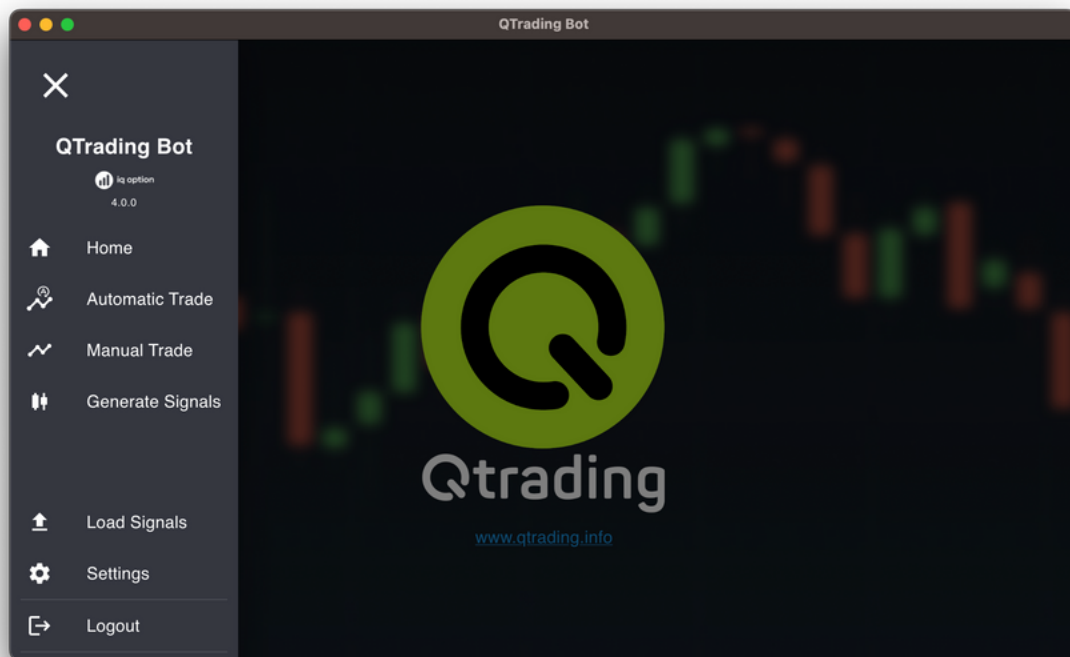 QTrading Bot
QTrading Bot
iq option
4.0.0
Home
Automatic Trade
Manual Trade
Generate Signals
Load Signals
Settings
Logout
Qtrading
www.qtrading.info